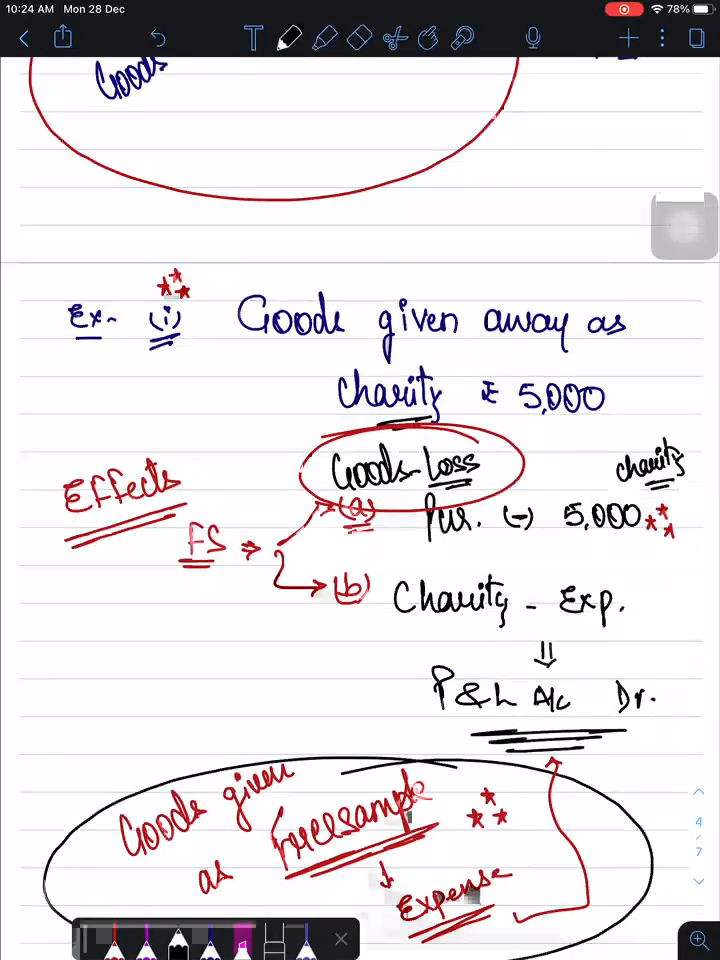 10:24 AM Mon 28 Dec 78%
T
Goods
Ex- (i) Goods given away as
charity ₹ 5,000
Goods-Loss
charity
Effects
(a) Pur. (-) 5,000
FS ⇒
(b) Charity - Exp.
⇓
P&L A/c Dr.
Goods given
as Freesample
↓
Expense
4
/
7